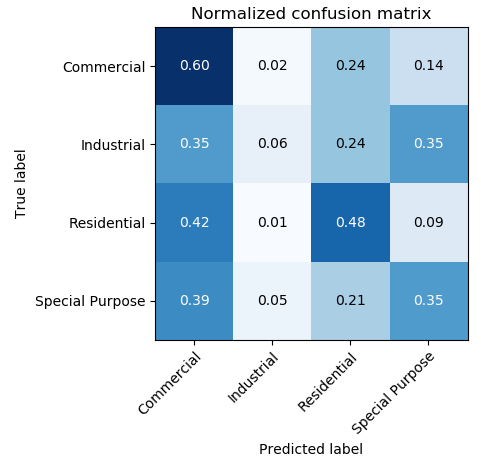 Normalized confusion matrix
True label
Commercial 0.60 0.02 0.24 0.14
Industrial 0.35 0.06 0.24 0.35
Residential 0.42 0.01 0.48 0.09
Special Purpose 0.39 0.05 0.21 0.35
Commercial Industrial Residential Special Purpose
Predicted label